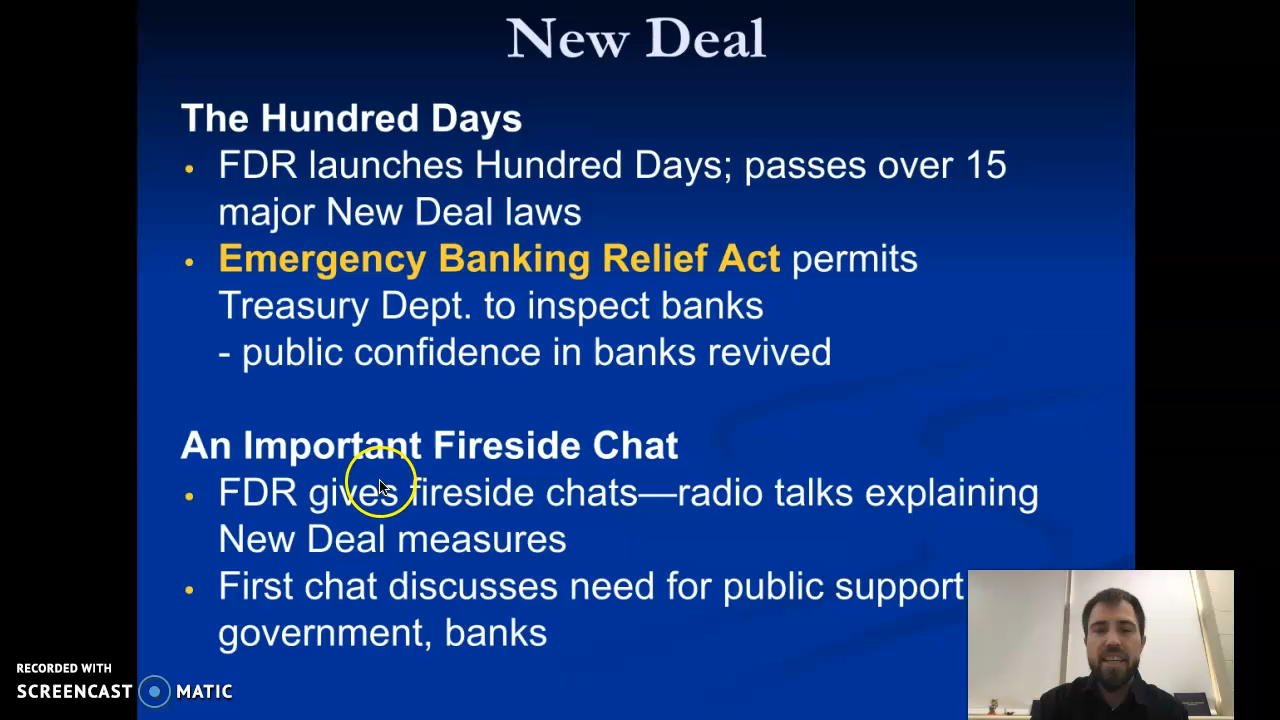 New Deal
The Hundred Days
• FDR launches Hundred Days; passes over 15
major New Deal laws
• Emergency Banking Relief Act permits
Treasury Dept. to inspect banks
- public confidence in banks revived
An Important Fireside Chat
• FDR gives fireside chats—radio talks explaining
New Deal measures
• First chat discusses need for public support
government, banks
RECORDED WITH
SCREENCAST MATIC